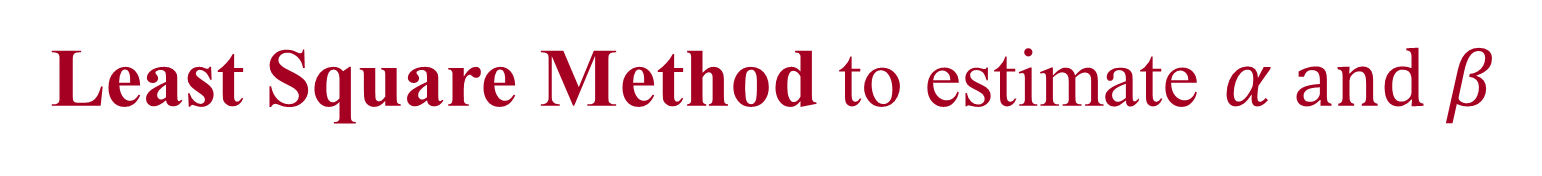 Least Square Method to estimate α and β